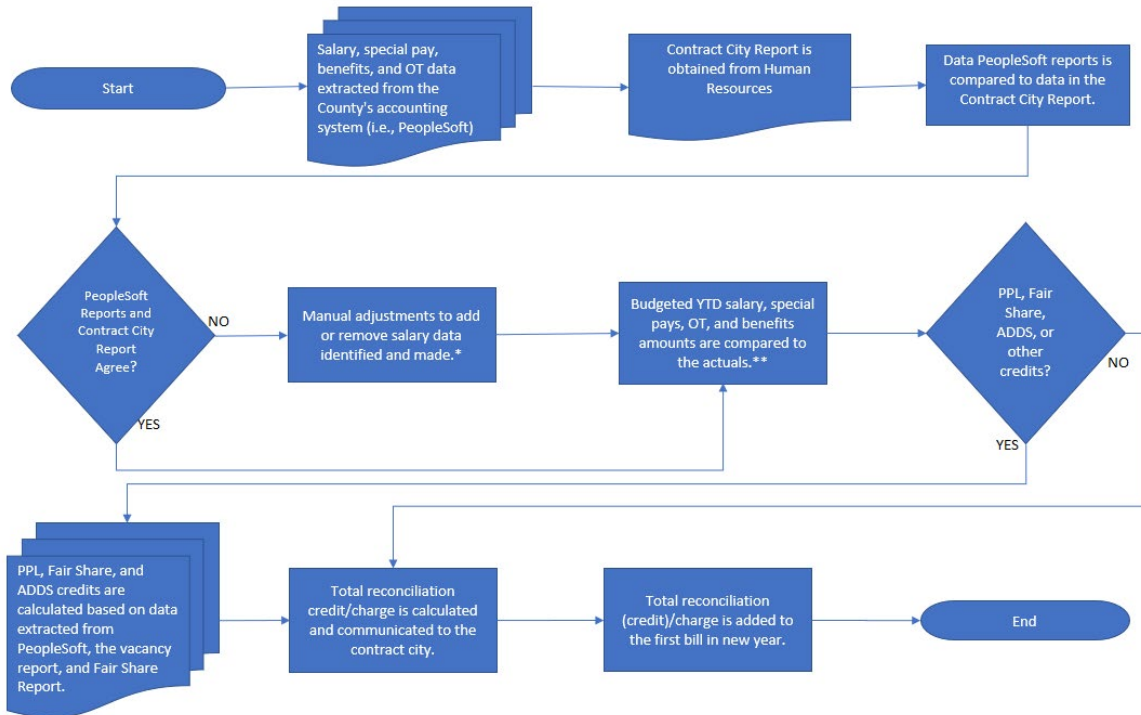 Start
Salary, special pay,
benefits, and OT data
extracted from the
County's accounting
system (i.e., PeopleSoft)
Contract City Report is
obtained from Human
Resources
Data PeopleSoft reports is
compared to data in the
Contract City Report.
PeopleSoft
Reports and
Contract City
Report
Agree?
NO
YES
Manual adjustments to add
or remove salary data
identified and made.*
Budgeted YTD salary, special
pays, OT, and benefits
amounts are compared to
the actuals.**
PPL, Fair
Share,
ADDS, or
other
credits?
NO
YES
PPL, Fair Share, and
ADDS credits are
calculated based on data
extracted from
PeopleSoft, the vacancy
report, and Fair Share
Report.
Total reconciliation
credit/charge is calculated
and communicated to the
contract city.
Total reconciliation
(credit)/charge is added to
the first bill in new year.
End